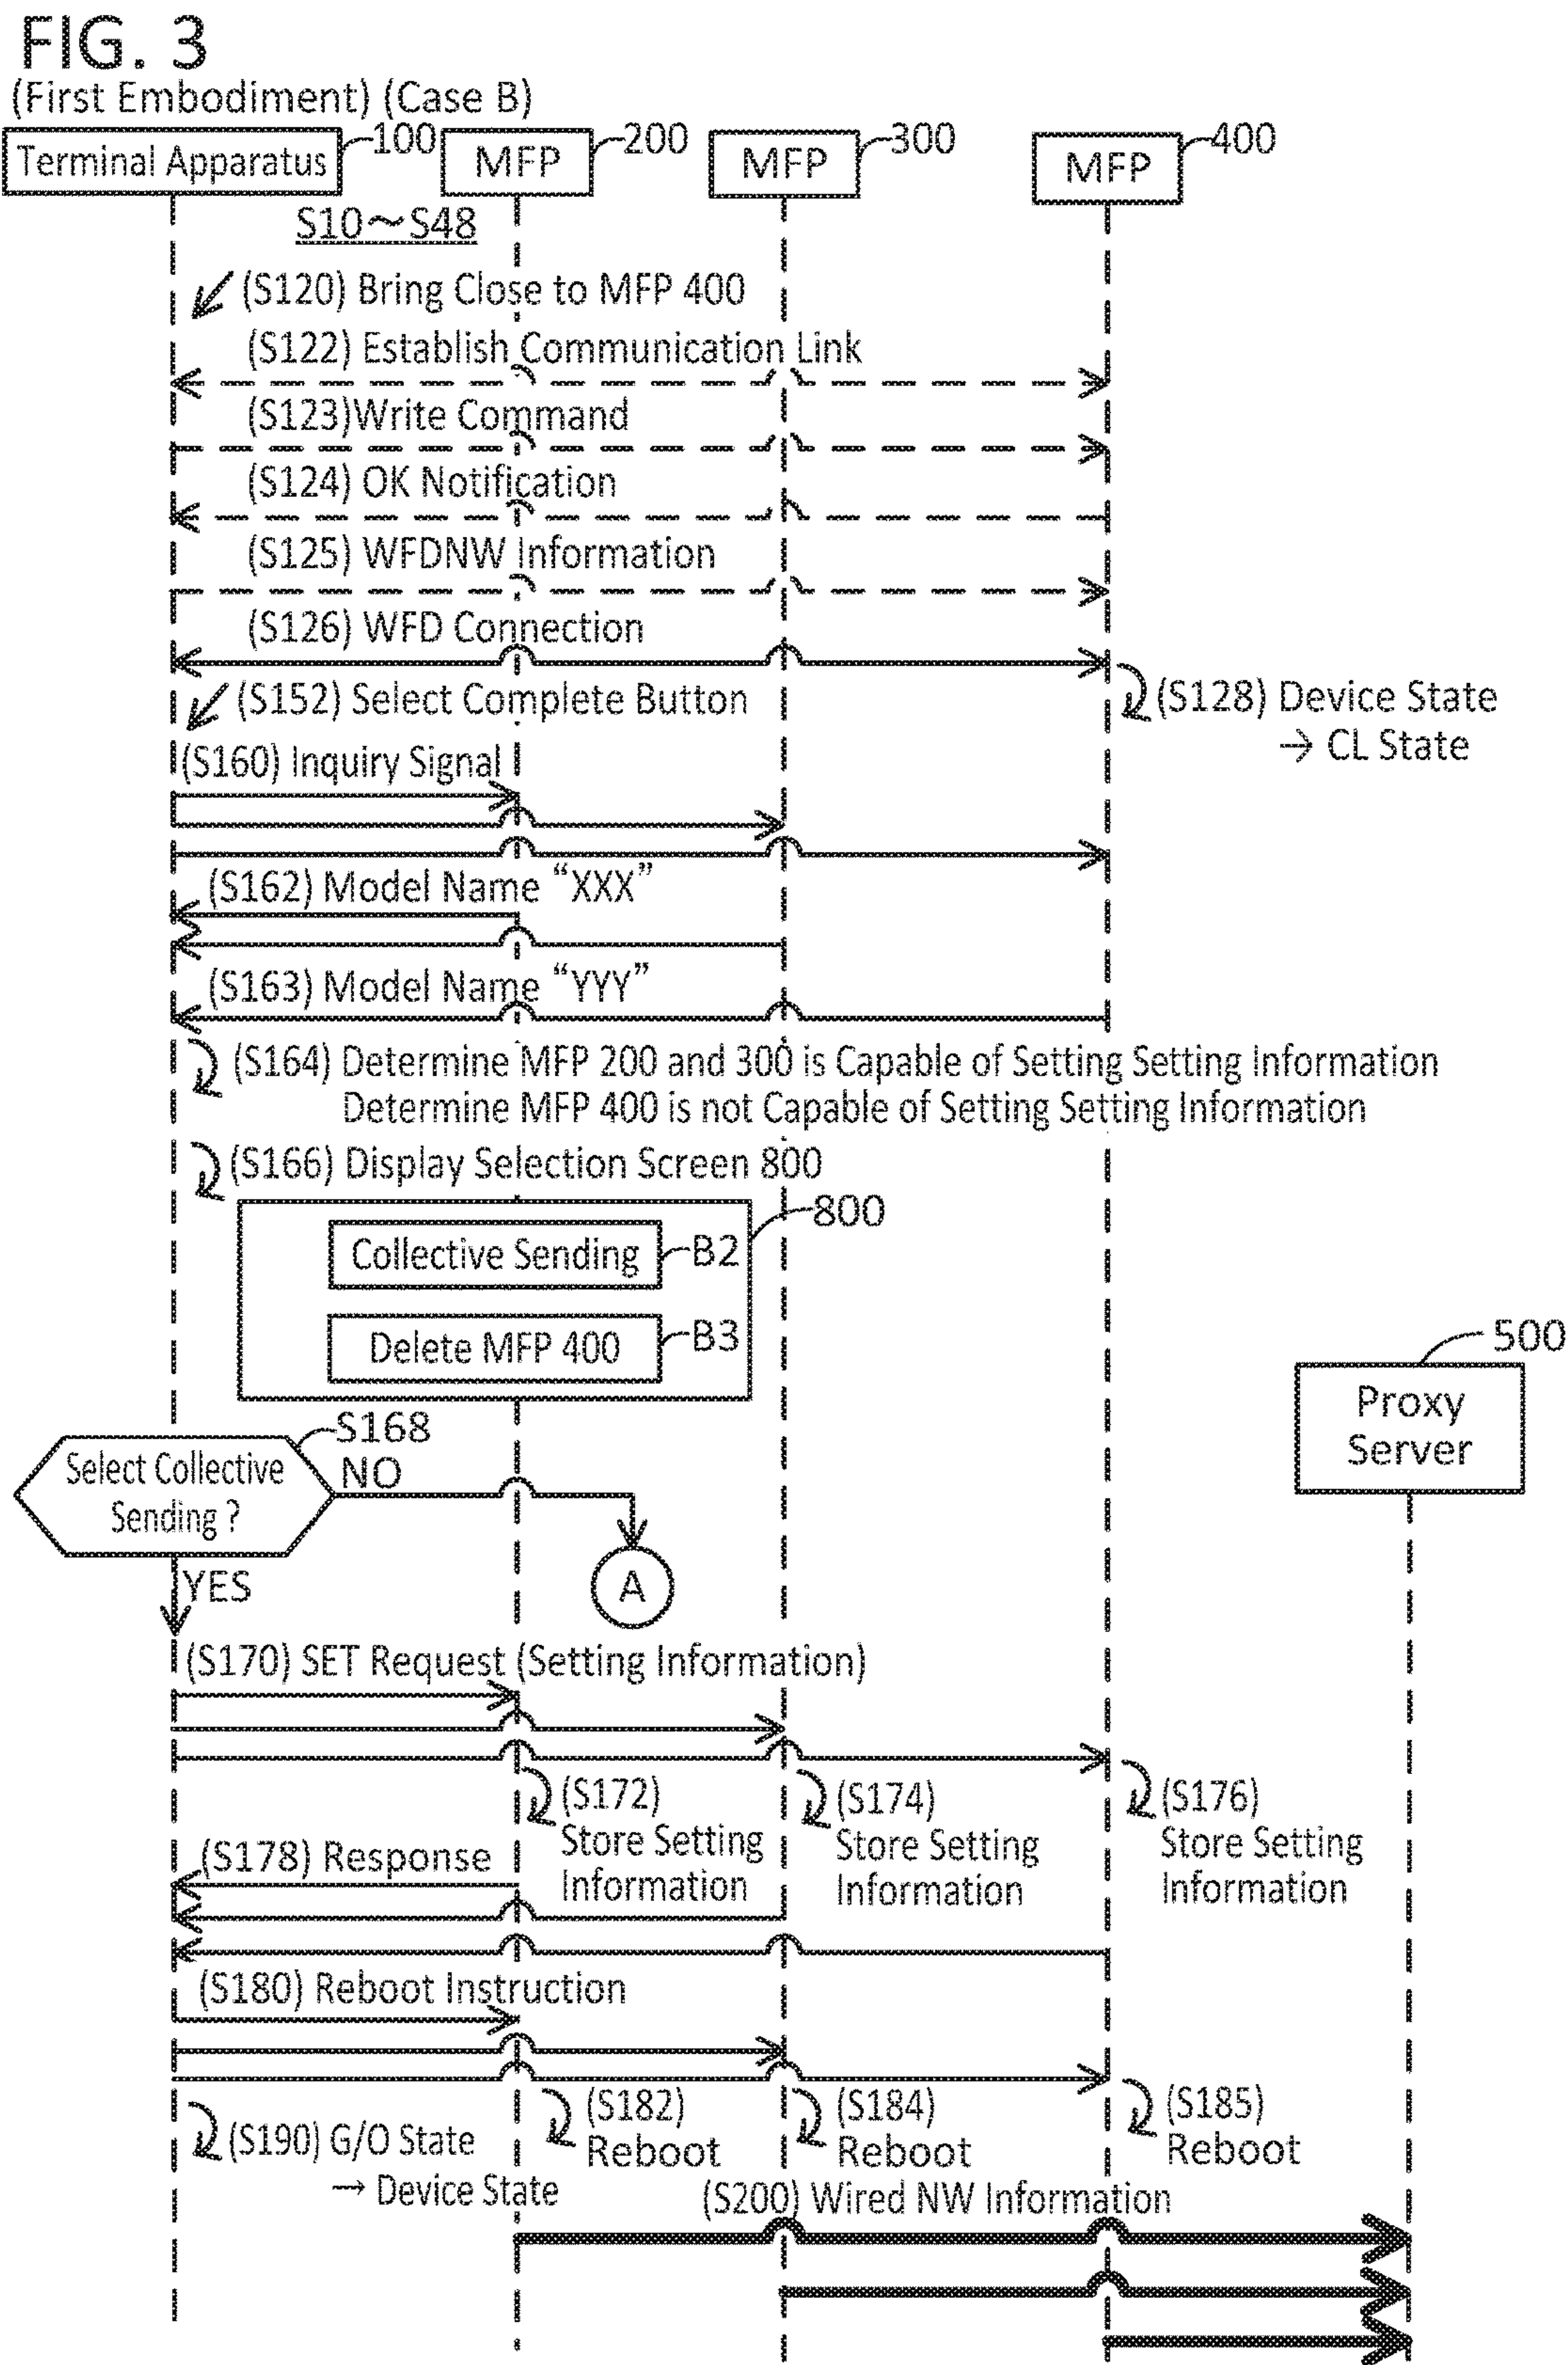 FIG. 3
(First Embodiment) (Case B)
Terminal Apparatus
100
MFP
200
MFP
300
MFP
400
S10～S48
(S120) Bring Close to MFP 400
(S122) Establish Communication Link
(S123)Write Command
(S124) OK Notification
(S125) WFDNW Information
(S126) WFD Connection
(S128) Device State
→ CL State
(S152) Select Complete Button
(S160) Inquiry Signal
(S162) Model Name “XXX”
(S163) Model Name “YYY”
(S164) Determine MFP 200 and 300 is Capable of Setting Setting Information
Determine MFP 400 is not Capable of Setting Setting Information
(S166) Display Selection Screen 800
800
Collective Sending
B2
Delete MFP 400
B3
500
Proxy
Server
S168
Select Collective
Sending ?
NO
A
YES
(S170) SET Request (Setting Information)
(S172)
Store Setting
Information
(S174)
Store Setting
Information
(S176)
Store Setting
Information
(S178) Response
(S180) Reboot Instruction
(S182)
Reboot
(S184)
Reboot
(S185)
Reboot
(S190) G/O State
→ Device State
(S200) Wired NW Information